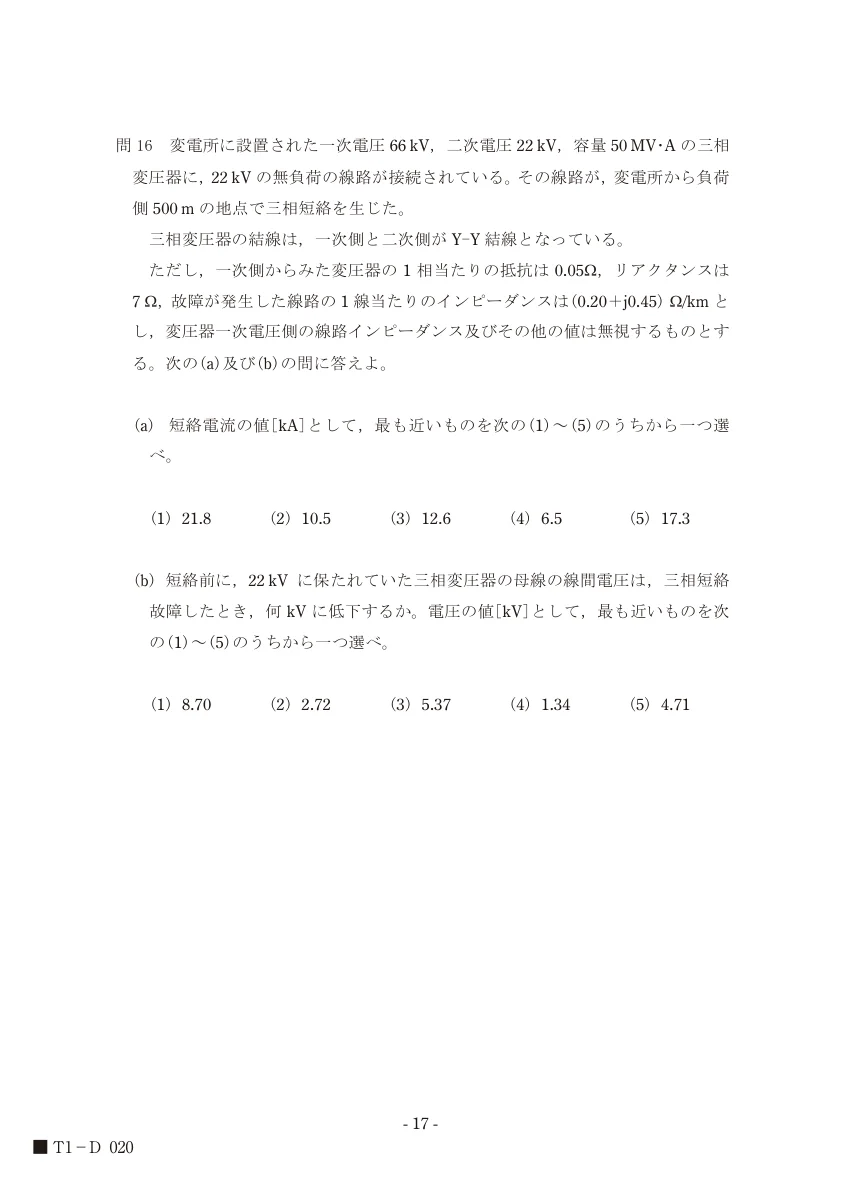 問 16　変電所に設置された一次電圧 66 kV，二次電圧 22 kV，容量 50 MV･A の三相
変圧器に，22 kV の無負荷の線路が接続されている。その線路が，変電所から負荷
側 500 m の地点で三相短絡を生じた。
三相変圧器の結線は，一次側と二次側が Y−Y 結線となっている。
ただし，一次側からみた変圧器の 1 相当たりの抵抗は 0.05Ω，リアクタンスは
7 Ω，故障が発生した線路の 1 線当たりのインピーダンスは(0.20＋j0.45) Ω/km と
し，変圧器一次電圧側の線路インピーダンス及びその他の値は無視するものとす
る。次の(a)及び(b)の問に答えよ。
(a)　短絡電流の値[kA]として，最も近いものを次の(1)～(5)のうちから一つ選
べ。
(1) 21.8　(2) 10.5　(3) 12.6　(4) 6.5　(5) 17.3
(b) 短絡前に，22 kV に保たれていた三相変圧器の母線の線間電圧は，三相短絡
故障したとき，何 kV に低下するか。電圧の値[kV]として，最も近いものを次
の(1)～(5)のうちから一つ選べ。
(1) 8.70　(2) 2.72　(3) 5.37　(4) 1.34　(5) 4.71
- 17 -
■ T1−D 020